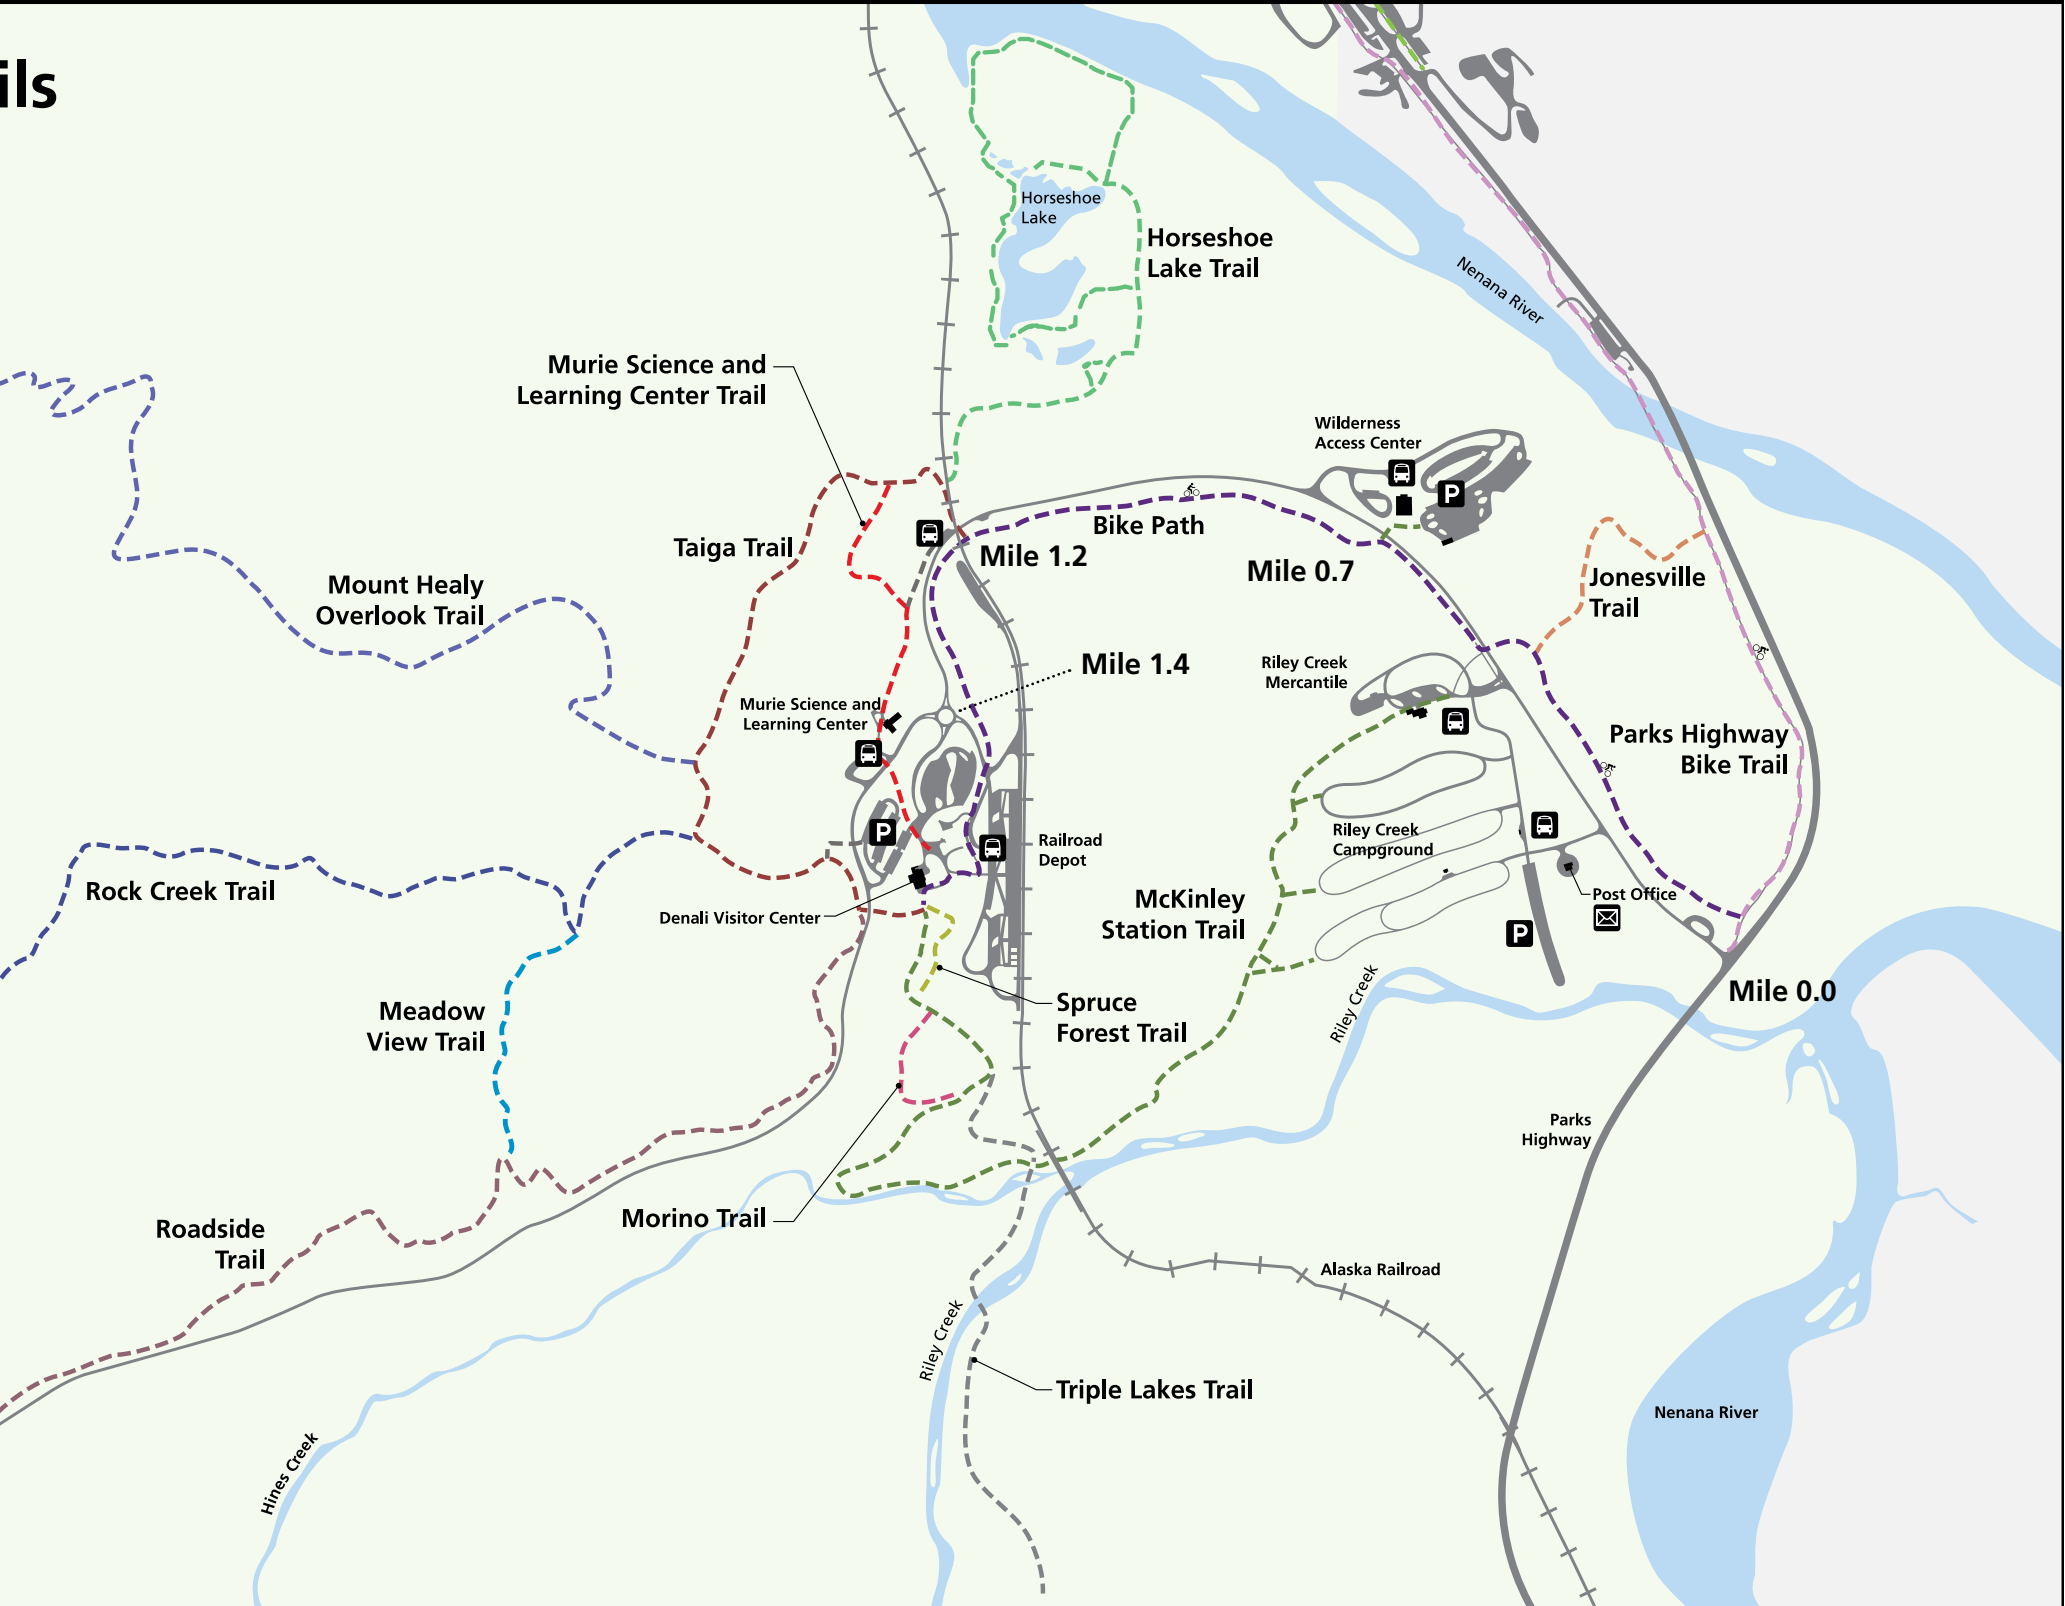 ils
Horseshoe
Lake
Horseshoe
Lake Trail
Nenana River
Murie Science and
Learning Center Trail
Wilderness
Access Center
P
Bike Path
Taiga Trail
Mile 1.2
Mile 0.7
Mount Healy
Overlook Trail
Jonesville
Trail
Mile 1.4
Riley Creek
Mercantile
Murie Science and
Learning Center
Parks Highway
Bike Trail
P
Railroad
Depot
Riley Creek
Campground
Rock Creek Trail
Post Office
McKinley
Station Trail
Denali Visitor Center
P
Mile 0.0
Meadow
View Trail
Spruce
Forest Trail
Riley Creek
Parks
Highway
Morino Trail
Roadside
Trail
Alaska Railroad
Riley Creek
Triple Lakes Trail
Nenana River
Hines Creek